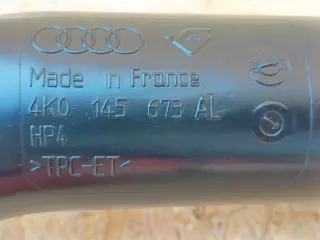 Made in France
4K0 145 673 AL
HP4
>TPC-ET<